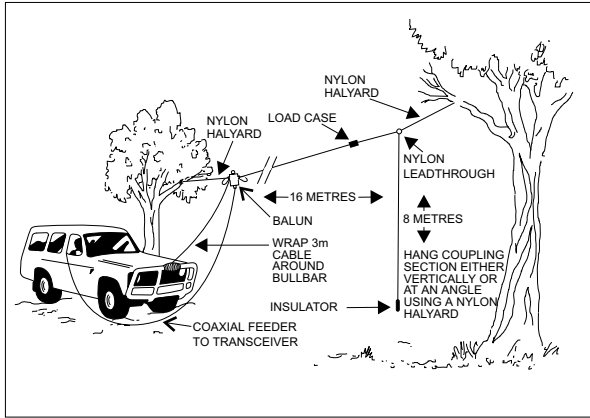 NYLON
HALYARD
LOAD CASE
NYLON
HALYARD
NYLON
LEADTHROUGH
16 METRES
BALUN
8 METRES
WRAP 3m
CABLE
AROUND
BULLBAR
HANG COUPLING
SECTION EITHER
VERTICALLY OR
AT AN ANGLE
USING A NYLON
HALYARD
INSULATOR
COAXIAL FEEDER
TO TRANSCEIVER